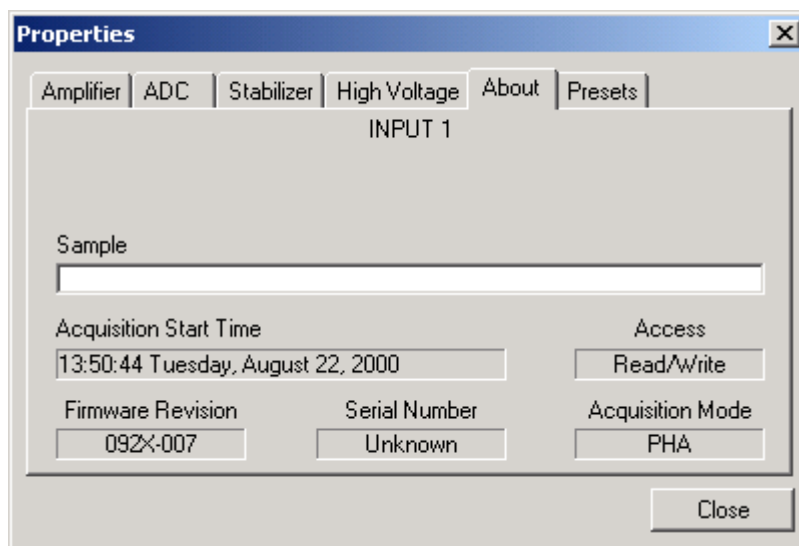 Properties
Amplifier ADC Stabilizer High Voltage About Presets
INPUT 1
Sample
Acquisition Start Time Access
13:50:44 Tuesday, August 22, 2000 Read/Write
Firmware Revision Serial Number Acquisition Mode
092X-007 Unknown PHA
Close